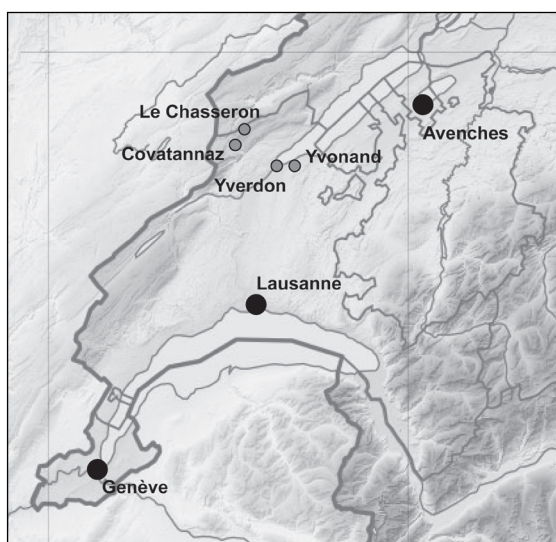 Le Chasseron
Avenches
Covatannaz
Yvonand
Yverdon
Lausanne
Genève